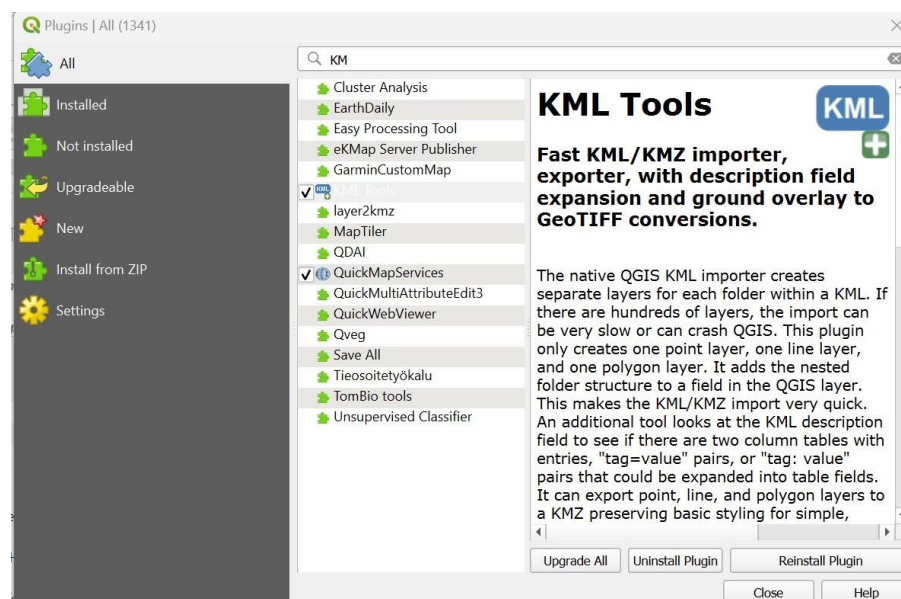 Plugins | All (1341)
All
Installed
Not installed
Upgradeable
New
Install from ZIP
Settings
KM
Cluster Analysis
EarthDaily
Easy Processing Tool
eKMap Server Publisher
GarminCustomMap
KML Tools
layer2kmz
MapTiler
QDAI
QuickMapServices
QuickMultiAttributeEdit3
QuickWebViewer
Qveg
Save All
Tieosoitetyökalu
TomBio tools
Unsupervised Classifier
KML Tools
KML
Fast KML/KMZ importer,
exporter, with description field
expansion and ground overlay to
GeoTIFF conversions.
The native QGIS KML importer creates
separate layers for each folder within a KML. If
there are hundreds of layers, the import can
be very slow or can crash QGIS. This plugin
only creates one point layer, one line layer,
and one polygon layer. It adds the nested
folder structure to a field in the QGIS layer.
This makes the KML/KMZ import very quick.
An additional tool looks at the KML description
field to see if there are two column tables with
entries, "tag=value" pairs, or "tag: value"
pairs that could be expanded into table fields.
It can export point, line, and polygon layers to
a KMZ preserving basic styling for simple,
Upgrade All
Uninstall Plugin
Reinstall Plugin
Close
Help